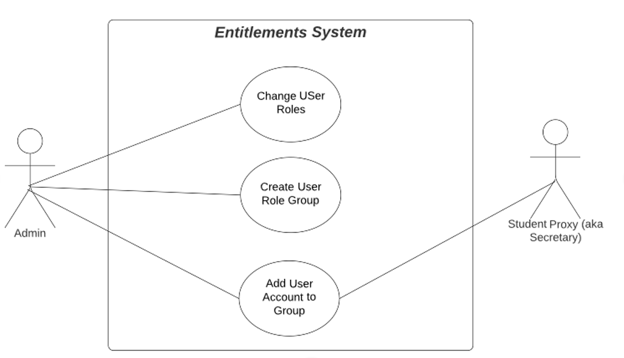 Entitlements System
Change USer
Roles
Create User
Role Group
Add User
Account to
Group
Admin
Student Proxy (aka
Secretary)